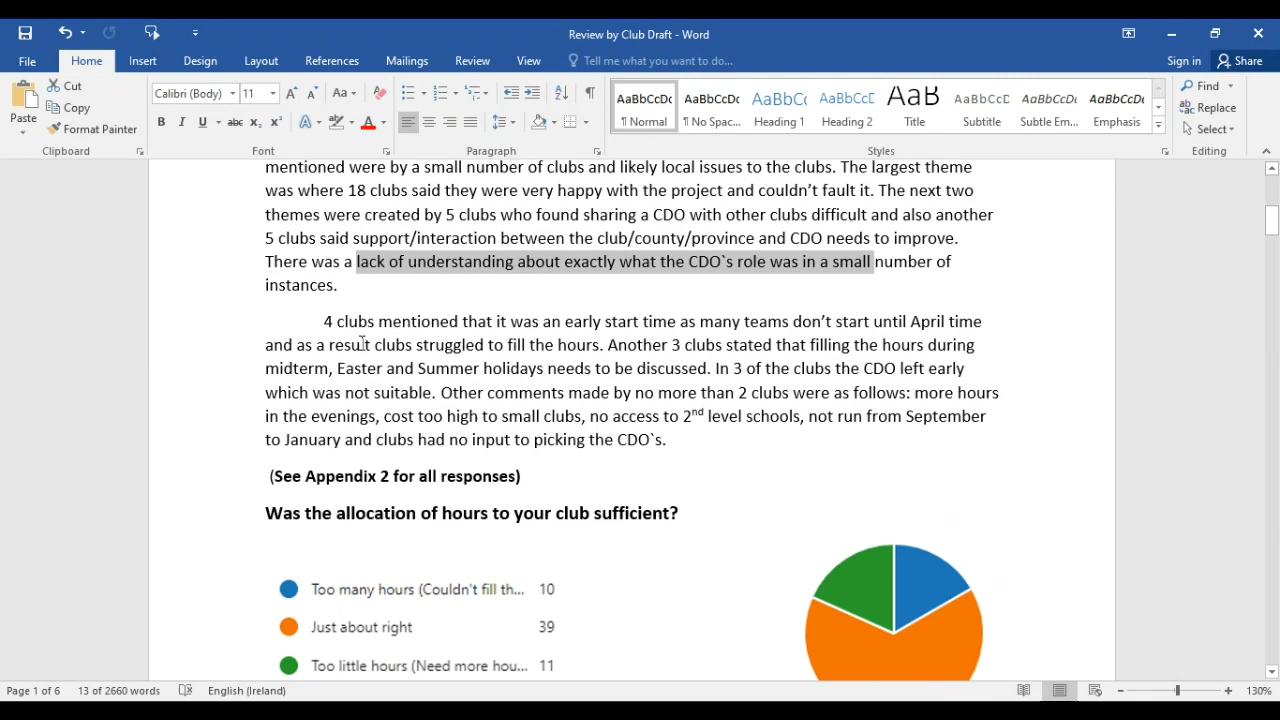 Review by Club Draft - Word
File Home Insert Design Layout References Mailings Review View Tell me what you want to do... Sign in Share
Paste Cut Copy Format Painter
Calibri (Body) 11
AaBbCcDc AaBbCcDc AaBbCc AaBbCcC AaB AaBbCcD AaBbCcDc AaBbCcDc
¶ Normal ¶ No Spac... Heading 1 Heading 2 Title Subtitle Subtle Em... Emphasis
Find Replace Select
Clipboard Font Paragraph Styles Editing
mentioned were by a small number of clubs and likely local issues to the clubs. The largest theme
was where 18 clubs said they were very happy with the project and couldn’t fault it. The next two
themes were created by 5 clubs who found sharing a CDO with other clubs difficult and also another
5 clubs said support/interaction between the club/county/province and CDO needs to improve.
There was a lack of understanding about exactly what the CDO`s role was in a small number of
instances.
4 clubs mentioned that it was an early start time as many teams don’t start until April time
and as a result clubs struggled to fill the hours. Another 3 clubs stated that filling the hours during
midterm, Easter and Summer holidays needs to be discussed. In 3 of the clubs the CDO left early
which was not suitable. Other comments made by no more than 2 clubs were as follows: more hours
in the evenings, cost too high to small clubs, no access to 2nd level schools, not run from September
to January and clubs had no input to picking the CDO`s.
(See Appendix 2 for all responses)
Was the allocation of hours to your club sufficient?
Too many hours (Couldn't fill th... 10
Just about right 39
Too little hours (Need more hou... 11
Page 1 of 6 13 of 2660 words English (Ireland) 130%